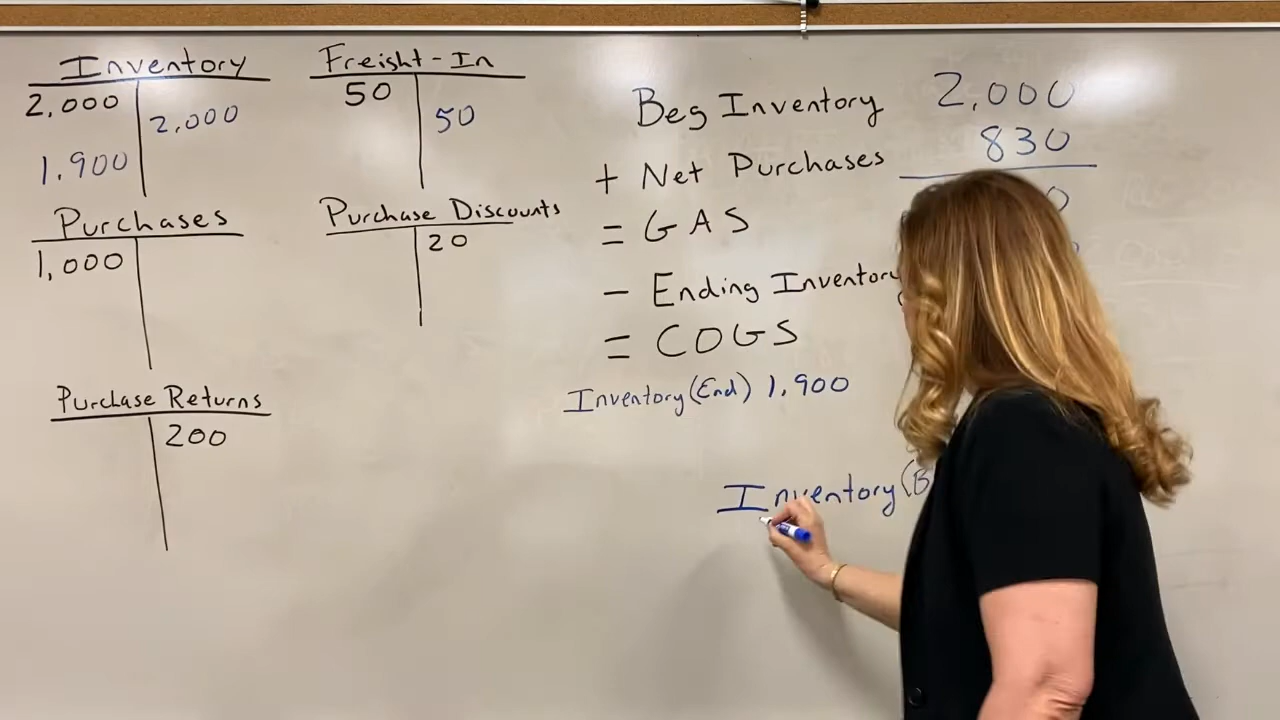 Inventory
2,000
2,000
1,900
Freight-In
50
50
Purchases
1,000
Purchase Discounts
20
Purchase Returns
200
Beg Inventory 2,000
+ Net Purchases 830
= GAS
- Ending Inventory
= COGS
Inventory (End) 1,900
Inventory (B